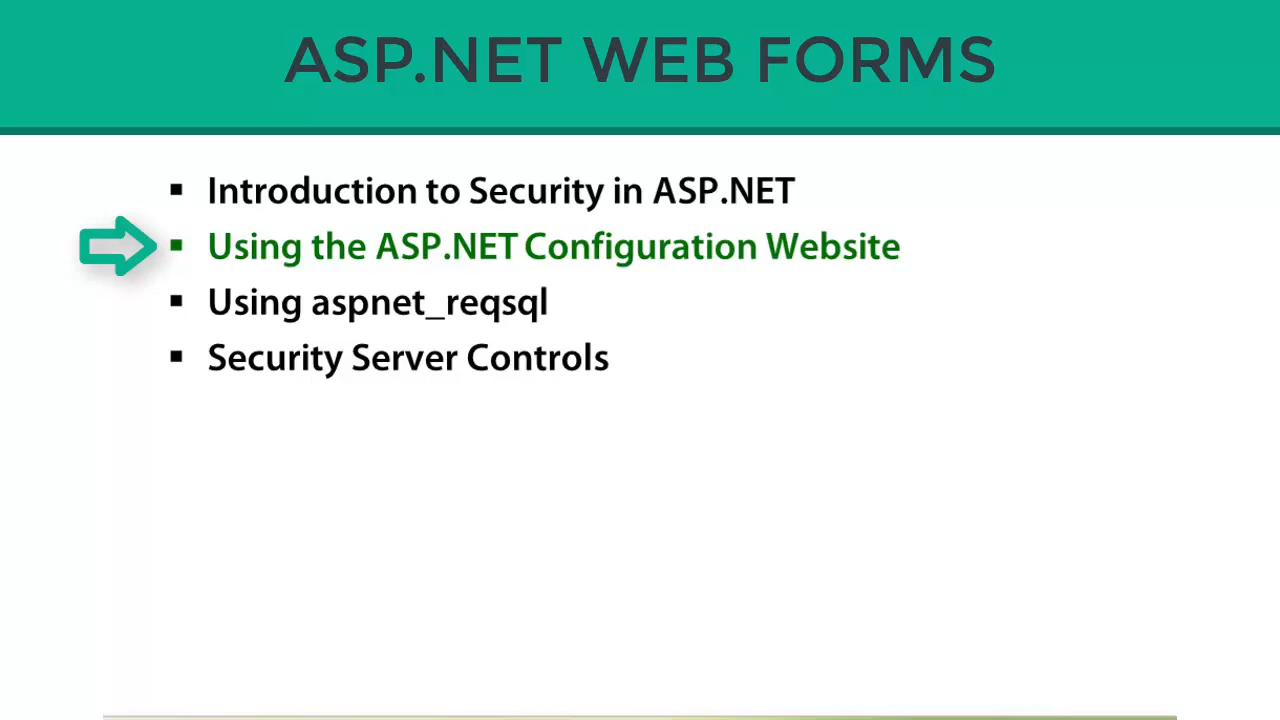 ASP.NET WEB FORMS
Introduction to Security in ASP.NET
Using the ASP.NET Configuration Website
Using aspnet_reqsql
Security Server Controls